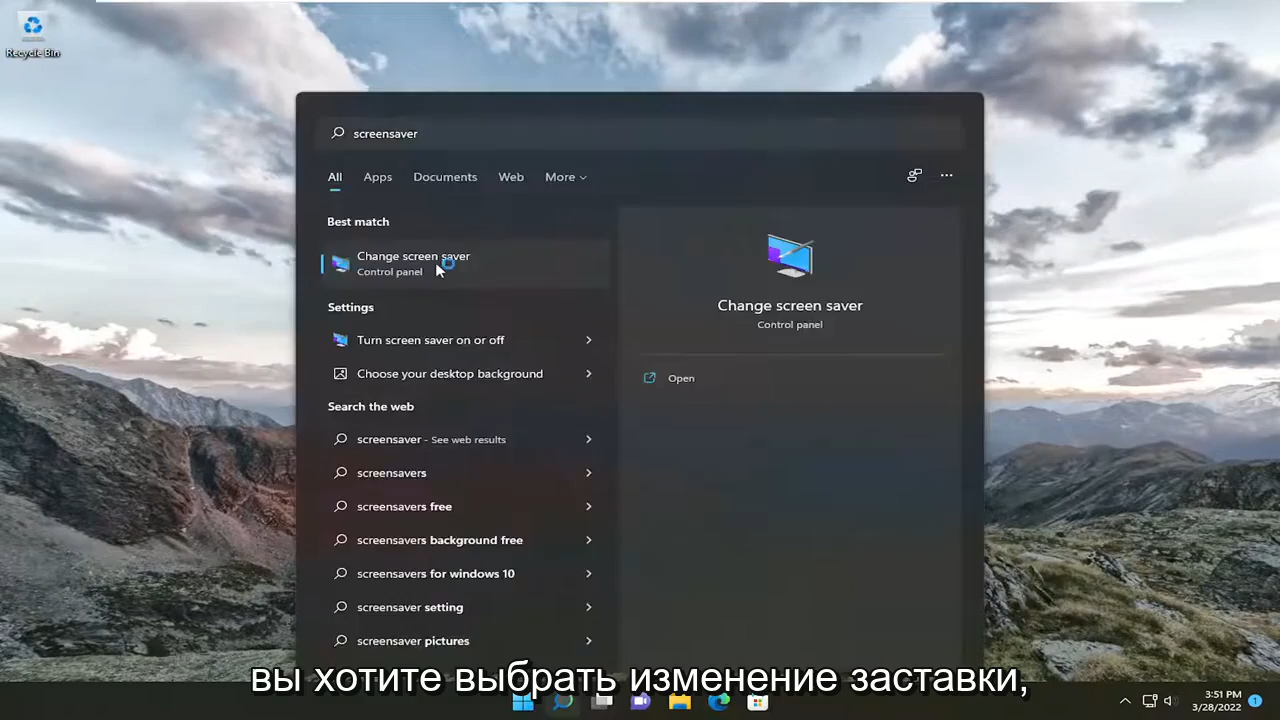 Recycle Bin
screensaver
All Apps Documents Web More
Best match
Change screen saver
Control panel
Settings
Turn screen saver on or off
Choose your desktop background
Search the web
screensaver - See web results
screensavers
screensavers free
screensavers background free
screensavers for windows 10
screensaver setting
screensaver pictures
Change screen saver
Control panel
Open
вы хотите выбрать изменение заставки,
3:51 PM
3/28/2022
1